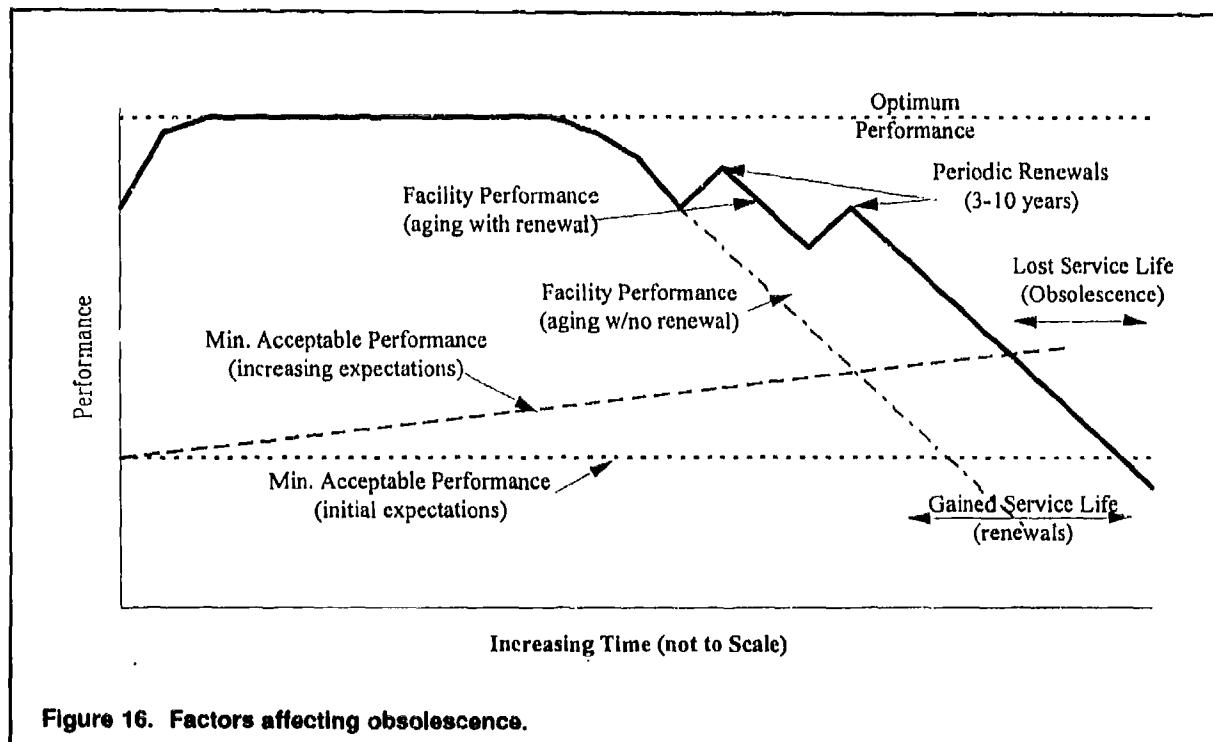 Optimum
Performance
Periodic Renewals
(3-10 years)
Facility Performance
(aging with renewal)
Lost Service Life
(Obsolescence)
Facility Performance
(aging w/no renewal)
Min. Acceptable Performance
(increasing expectations)
Performance
Min. Acceptable Performance
(initial expectations)
Gained Service Life
(renewals)
Increasing Time (not to Scale)
Figure 16. Factors affecting obsolescence.